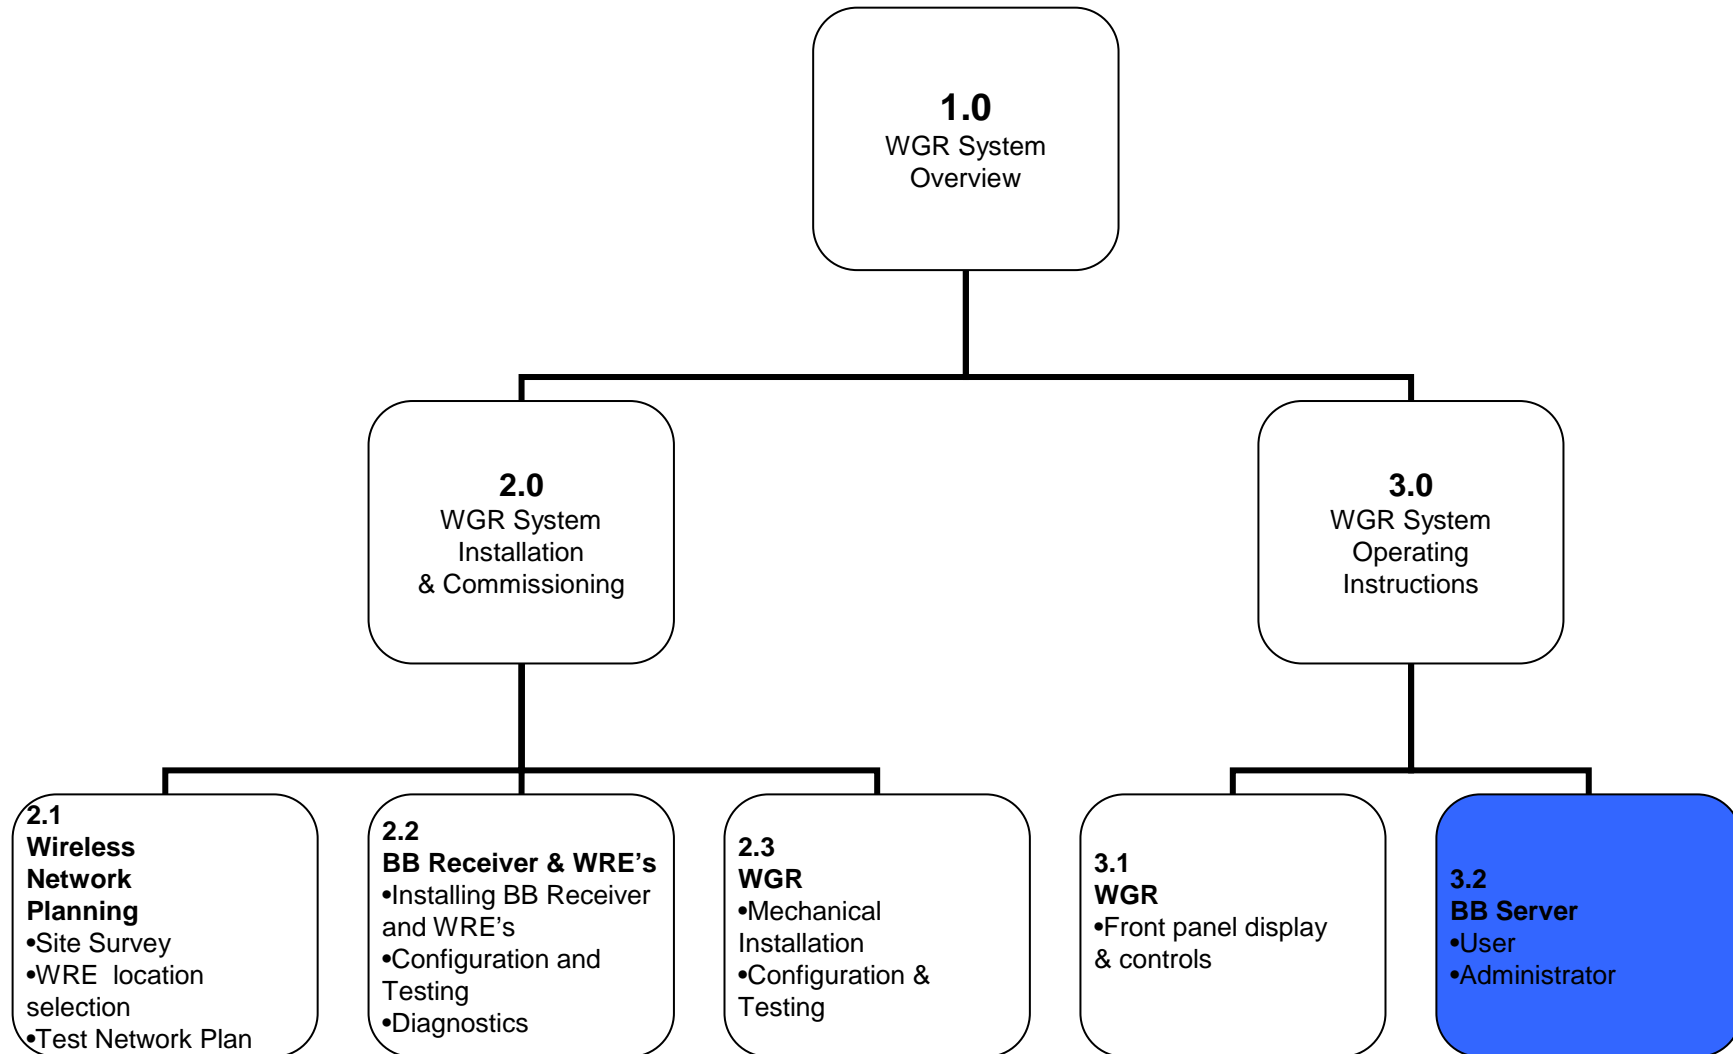 1.0
WGR System
Overview
2.0
WGR System
Installation
& Commissioning
3.0
WGR System
Operating
Instructions
2.1
Wireless
Network
Planning
•Site Survey
•WRE  location
selection
•Test Network Plan
2.2
BB Receiver & WRE’s
•Installing BB Receiver
and WRE’s
•Configuration and
Testing
•Diagnostics
2.3
WGR
•Mechanical
Installation
•Configuration &
Testing
3.1
WGR
•Front panel display
& controls
3.2
BB Server
•User
•Administrator